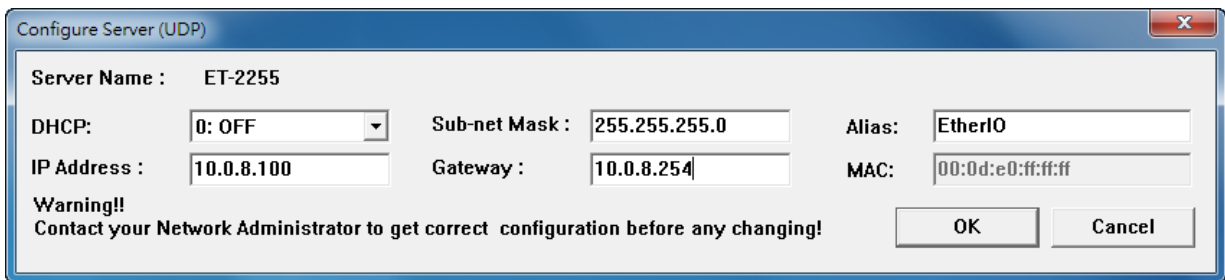 Configure Server (UDP)
x
Server Name : ET-2255
DHCP: 0: OFF Sub-net Mask : 255.255.255.0 Alias: EtherIO
IP Address : 10.0.8.100 Gateway : 10.0.8.254 MAC: 00:0d:e0:ff:ff:ff
Warning!!
Contact your Network Administrator to get correct configuration before any changing!
OK Cancel